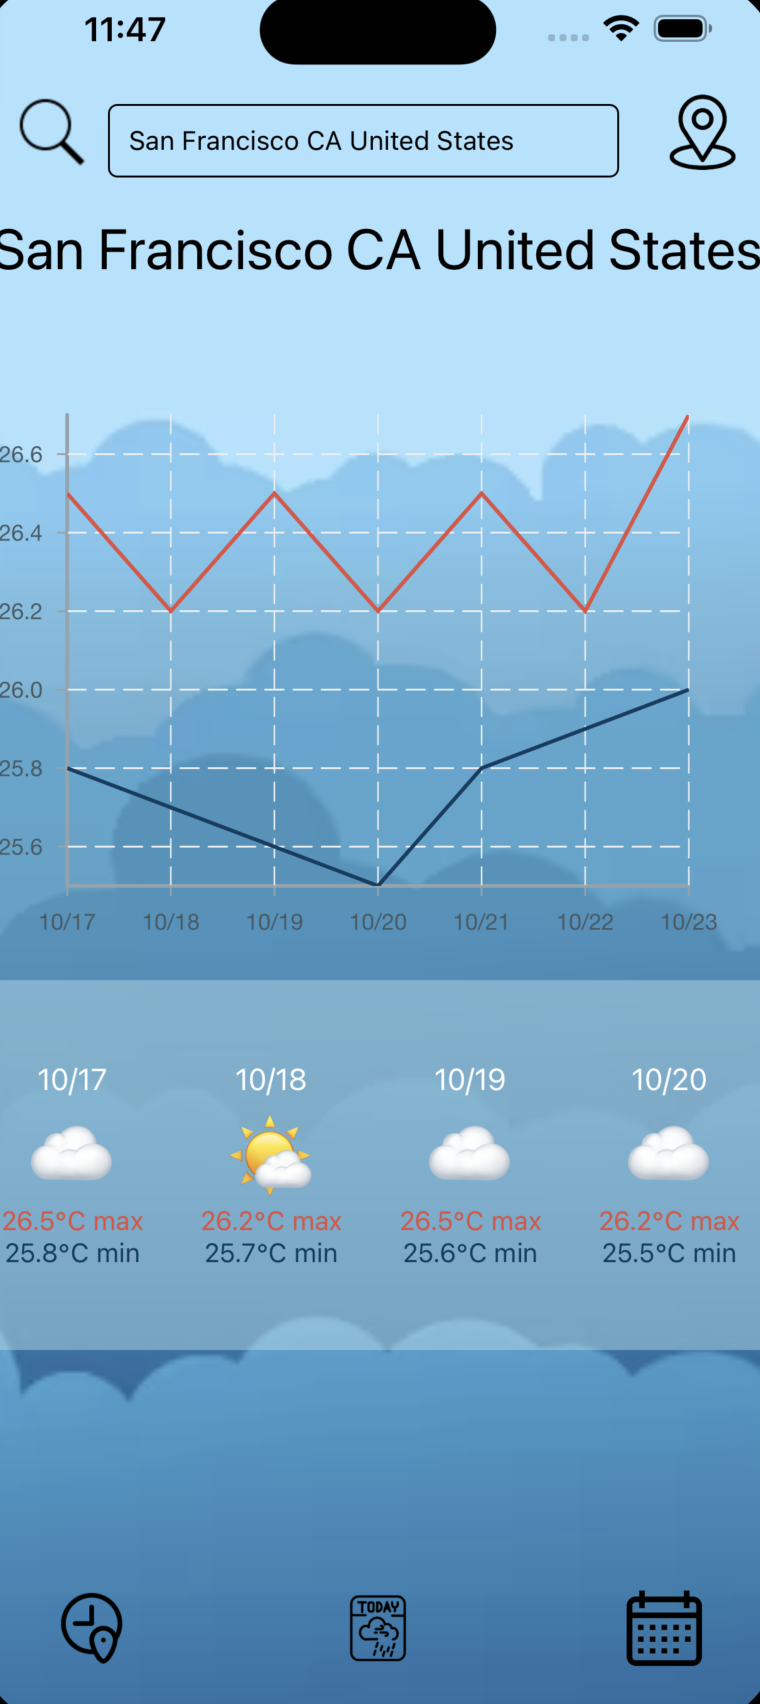 11:47
San Francisco CA United States
San Francisco CA United States
26.6
26.4
26.2
26.0
25.8
25.6
10/17 10/18 10/19 10/20 10/21 10/22 10/23
10/17 10/18 10/19 10/20
26.5°C max 26.2°C max 26.5°C max 26.2°C max
25.8°C min 25.7°C min 25.6°C min 25.5°C min
TODAY